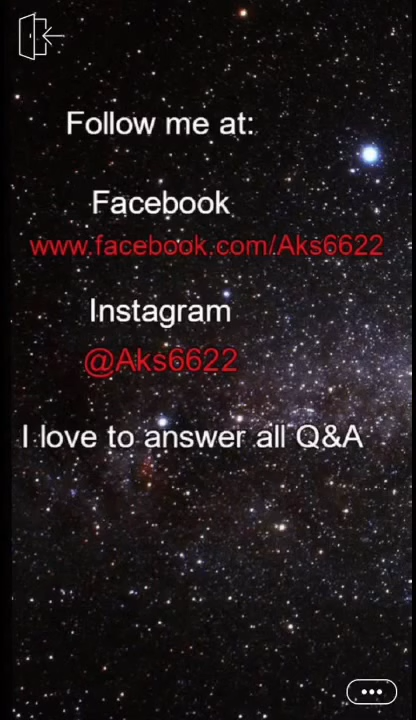 Follow me at:
Facebook
www.facebook.com/Aks6622
Instagram
@Aks6622
I love to answer all Q&A